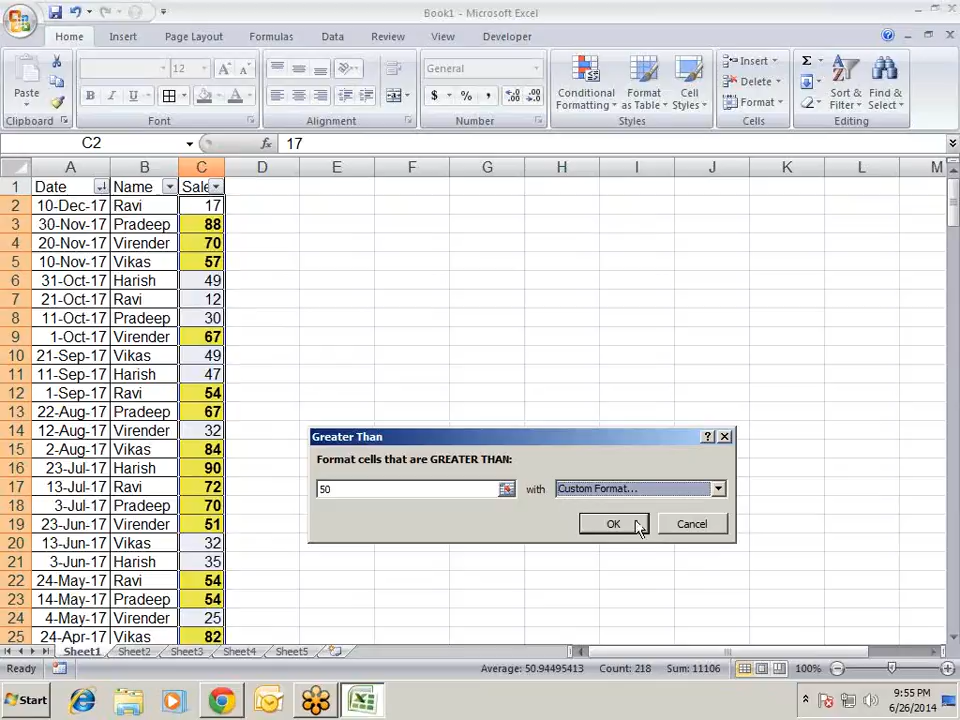 Book1 - Microsoft Excel
Home Insert Page Layout Formulas Data Review View Developer
Paste
Clipboard
12
B I U
Font
Alignment
General
$ % ,
Number
Conditional Formatting
Format as Table
Cell Styles
Styles
Insert
Delete
Format
Cells
Σ
Sort & Filter
Find & Select
Editing
C2 fx 17
A B C D E F G H I J K L M
1 Date Name Sale
2 10-Dec-17 Ravi 17
3 30-Nov-17 Pradeep 88
4 20-Nov-17 Virender 70
5 10-Nov-17 Vikas 57
6 31-Oct-17 Harish 49
7 21-Oct-17 Ravi 12
8 11-Oct-17 Pradeep 30
9 1-Oct-17 Virender 67
10 21-Sep-17 Vikas 49
11 11-Sep-17 Harish 47
12 1-Sep-17 Ravi 54
13 22-Aug-17 Pradeep 67
14 12-Aug-17 Virender 32
15 2-Aug-17 Vikas 84
16 23-Jul-17 Harish 90
17 13-Jul-17 Ravi 72
18 3-Jul-17 Pradeep 70
19 23-Jun-17 Virender 51
20 13-Jun-17 Vikas 32
21 3-Jun-17 Harish 35
22 24-May-17 Ravi 54
23 14-May-17 Pradeep 54
24 4-May-17 Virender 25
25 24-Apr-17 Vikas 82
Greater Than
Format cells that are GREATER THAN:
50 with Custom Format...
OK Cancel
Sheet1 Sheet2 Sheet3 Sheet4 Sheet5
Ready Average: 50.94495413 Count: 218 Sum: 11106 100%
Start
9:55 PM
6/26/2014